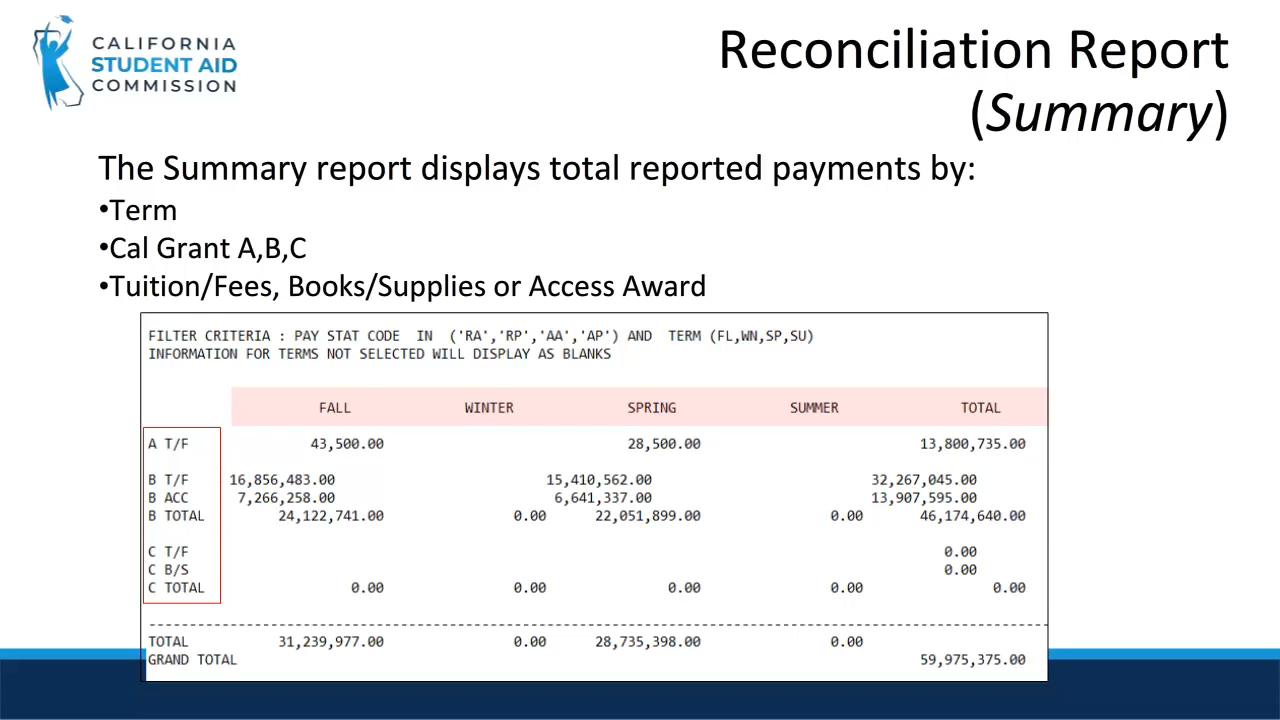 CALIFORNIA
STUDENT AID
COMMISSION
Reconciliation Report
(Summary)
The Summary report displays total reported payments by:
•Term
•Cal Grant A,B,C
•Tuition/Fees, Books/Supplies or Access Award
FILTER CRITERIA : PAY STAT CODE IN ('RA','RP','AA','AP') AND TERM (FL,WN,SP,SU)
INFORMATION FOR TERMS NOT SELECTED WILL DISPLAY AS BLANKS
FALL WINTER SPRING SUMMER TOTAL
A T/F 43,500.00 28,500.00 13,800,735.00
B T/F 16,856,483.00 15,410,562.00 32,267,045.00
B ACC 7,266,258.00 6,641,337.00 13,907,595.00
B TOTAL 24,122,741.00 0.00 22,051,899.00 0.00 46,174,640.00
C T/F 0.00
C B/S 0.00
C TOTAL 0.00 0.00 0.00 0.00 0.00
TOTAL 31,239,977.00 0.00 28,735,398.00 0.00
GRAND TOTAL 59,975,375.00